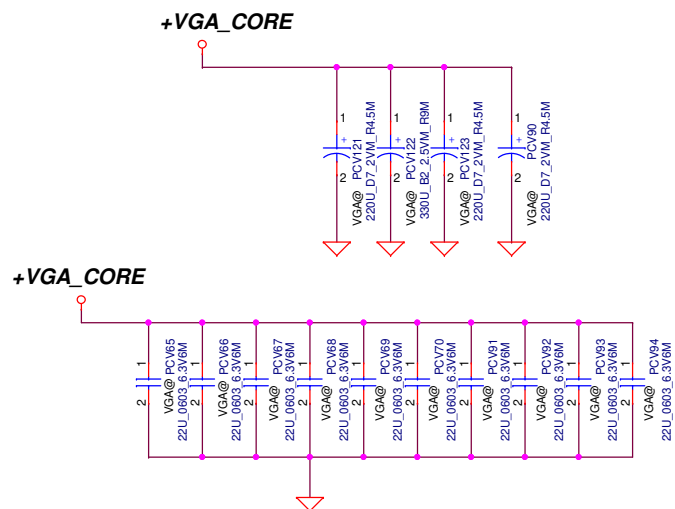 +VGA_CORE
1
+
2
VGA@
PCV121
220U_D7_2VM_R4.5M
1
+
2
VGA@
PCV122
330U_B2_2.5VM_R9M
1
+
2
VGA@
PCV123
220U_D7_2VM_R4.5M
1
+
2
VGA@
PCV90
220U_D7_2VM_R4.5M
+VGA_CORE
1
2
VGA@
PCV65
22U_0603_6.3V6M
1
2
VGA@
PCV66
22U_0603_6.3V6M
1
2
VGA@
PCV67
22U_0603_6.3V6M
1
2
VGA@
PCV68
22U_0603_6.3V6M
1
2
VGA@
PCV69
22U_0603_6.3V6M
1
2
VGA@
PCV70
22U_0603_6.3V6M
1
2
VGA@
PCV91
22U_0603_6.3V6M
1
2
VGA@
PCV92
22U_0603_6.3V6M
1
2
VGA@
PCV93
22U_0603_6.3V6M
1
2
VGA@
PCV94
22U_0603_6.3V6M